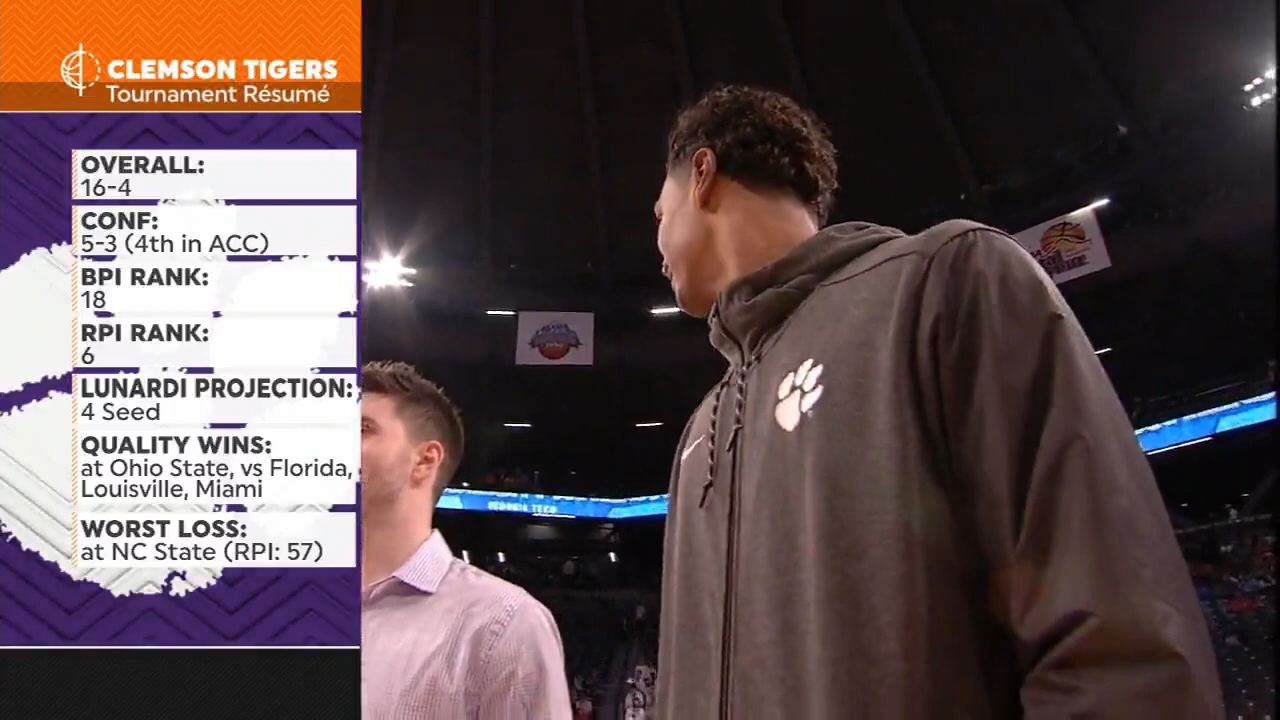 CLEMSON TIGERS
Tournament Résumé
OVERALL:
16-4
CONF:
5-3 (4th in ACC)
BPI RANK:
18
RPI RANK:
6
LUNARDI PROJECTION:
4 Seed
QUALITY WINS:
at Ohio State, vs Florida,
Louisville, Miami
WORST LOSS:
at NC State (RPI: 57)
GEORGIA TECH